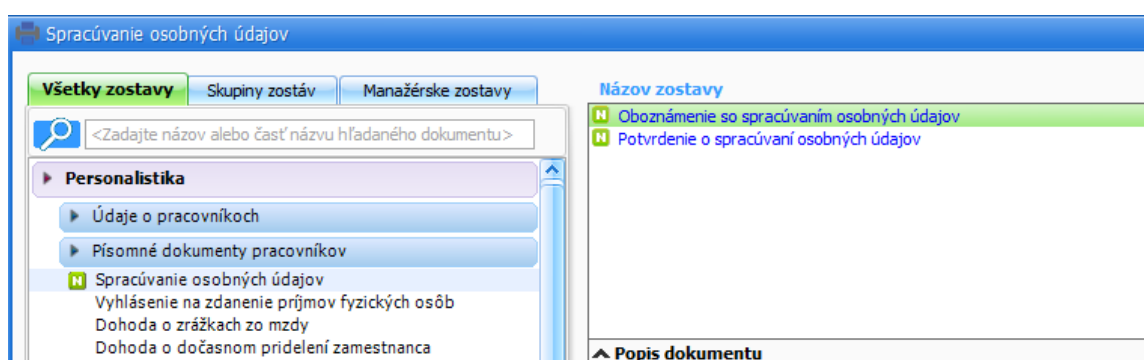 Spracúvanie osobných údajov
Všetky zostavy
Skupiny zostáv
Manažérske zostavy
<Zadajte názov alebo časť názvu hľadaného dokumentu>
Personalistika
Údaje o pracovníkoch
Písomné dokumenty pracovníkov
N Spracúvanie osobných údajov
Vyhlásenie na zdanenie príjmov fyzických osôb
Dohoda o zrážkach zo mzdy
Dohoda o dočasnom pridelení zamestnanca
Názov zostavy
N Oboznámenie so spracúvaním osobných údajov
N Potvrdenie o spracúvaní osobných údajov
Popis dokumentu